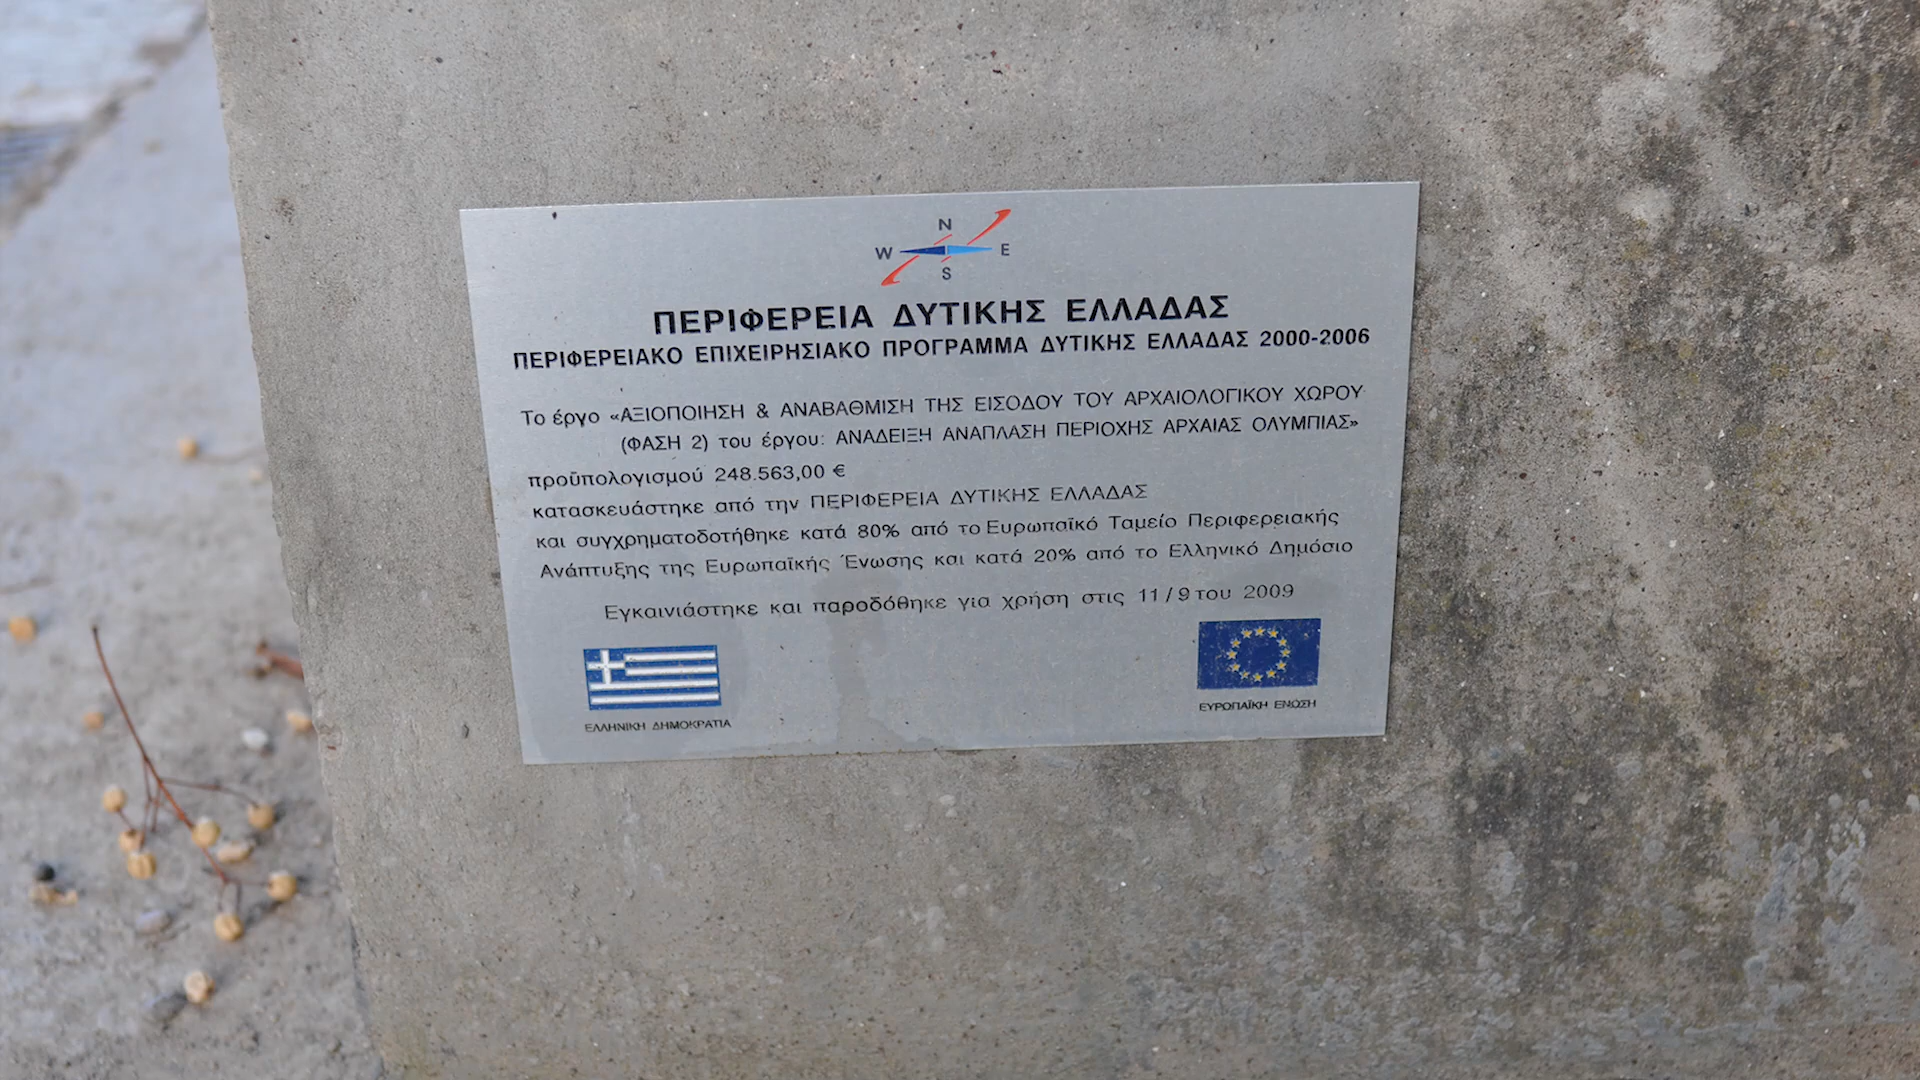 N
W E
S
ΠΕΡΙΦΕΡΕΙΑ ΔΥΤΙΚΗΣ ΕΛΛΑΔΑΣ
ΠΕΡΙΦΕΡΕΙΑΚΟ ΕΠΙΧΕΙΡΗΣΙΑΚΟ ΠΡΟΓΡΑΜΜΑ ΔΥΤΙΚΗΣ ΕΛΛΑΔΑΣ 2000-2006
Το έργο «ΑΞΙΟΠΟΙΗΣΗ & ΑΝΑΒΑΘΜΙΣΗ ΤΗΣ ΕΙΣΟΔΟΥ ΤΟΥ ΑΡΧΑΙΟΛΟΓΙΚΟΥ ΧΩΡΟΥ
(ΦΑΣΗ 2) του έργου: ΑΝΑΔΕΙΞΗ ΑΝΑΠΛΑΣΗ ΠΕΡΙΟΧΗΣ ΑΡΧΑΙΑΣ ΟΛΥΜΠΙΑΣ»
προϋπολογισμού 248.563,00 €
κατασκευάστηκε από την ΠΕΡΙΦΕΡΕΙΑ ΔΥΤΙΚΗΣ ΕΛΛΑΔΑΣ
και συγχρηματοδοτήθηκε κατά 80% από το Ευρωπαϊκό Ταμείο Περιφερειακής
Ανάπτυξης της Ευρωπαϊκής Ένωσης και κατά 20% από το Ελληνικό Δημόσιο
Εγκαινιάστηκε και παροδόθηκε για χρήση στις 11 / 9 του 2009
ΕΛΛΗΝΙΚΗ ΔΗΜΟΚΡΑΤΙΑ
ΕΥΡΟΠΑΪΚΗ ΕΝΩΣΗ